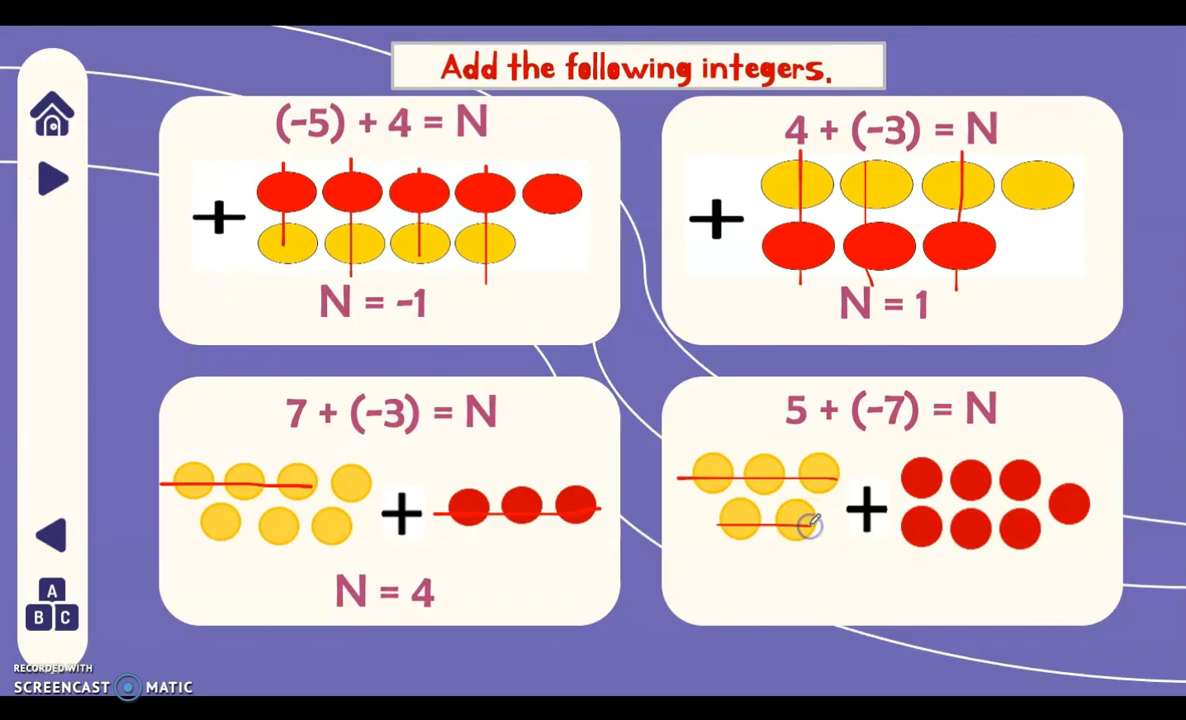 Add the following integers.
(-5) + 4 = N
+
N = -1
4 + (-3) = N
+
N = 1
7 + (-3) = N
+
N = 4
5 + (-7) = N
+
A
B C
RECORDED WITH
SCREENCAST MATIC